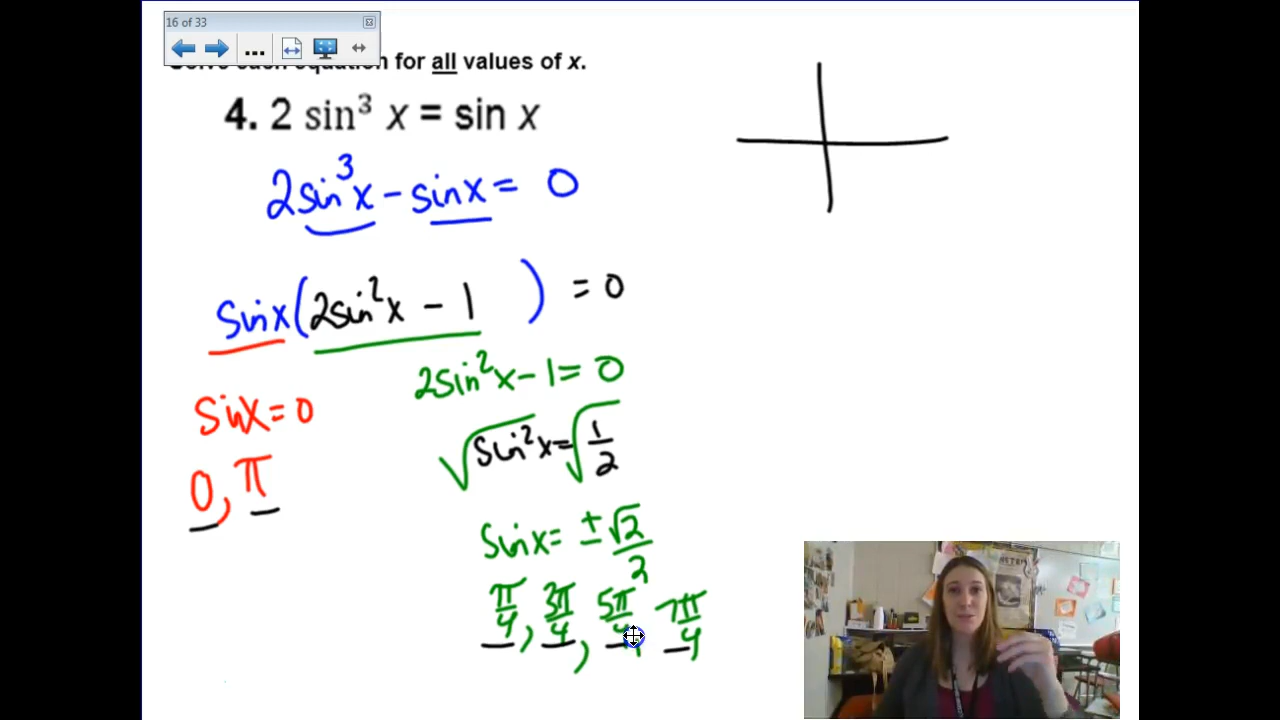 16 of 33
Solve each equation for all values of x.
4. 2 sin³ x = sin x
2sin³x - sinx = 0
sinx(2sin²x - 1 ) = 0
2sin²x - 1 = 0
sinx = 0
√sin²x = √1/2
0, π
sinx = ± √2/2
π/4, 3π/4, 5π/4 7π/4